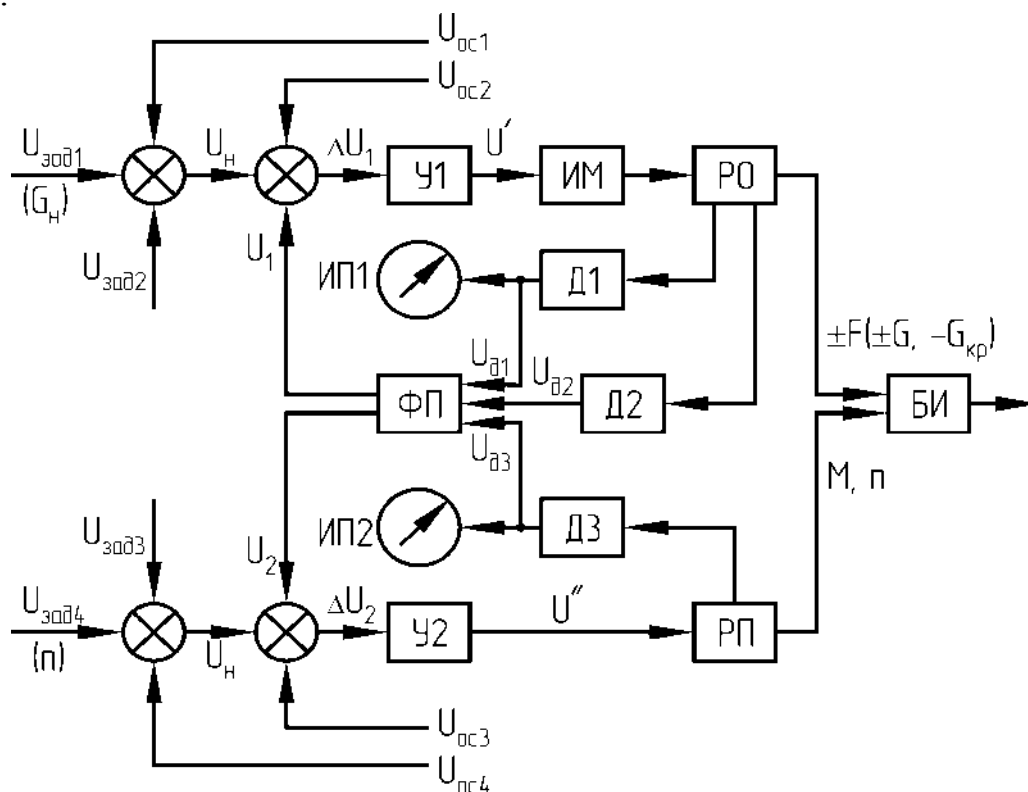 U_ос1
U_ос2
U_зад1
(G_н)
U_н
ΔU_1
У1
U′
ИМ
РО
U_зад2
U_1
ИП1
Д1
U_д1
U_д2
ФП
Д2
±F(±G, −G_кр)
БИ
U_д3
М, п
U_зад3
ИП2
Д3
U_2
U_зад4
(п)
U_н
ΔU_2
У2
U″
РП
U_ос3
U_ос4